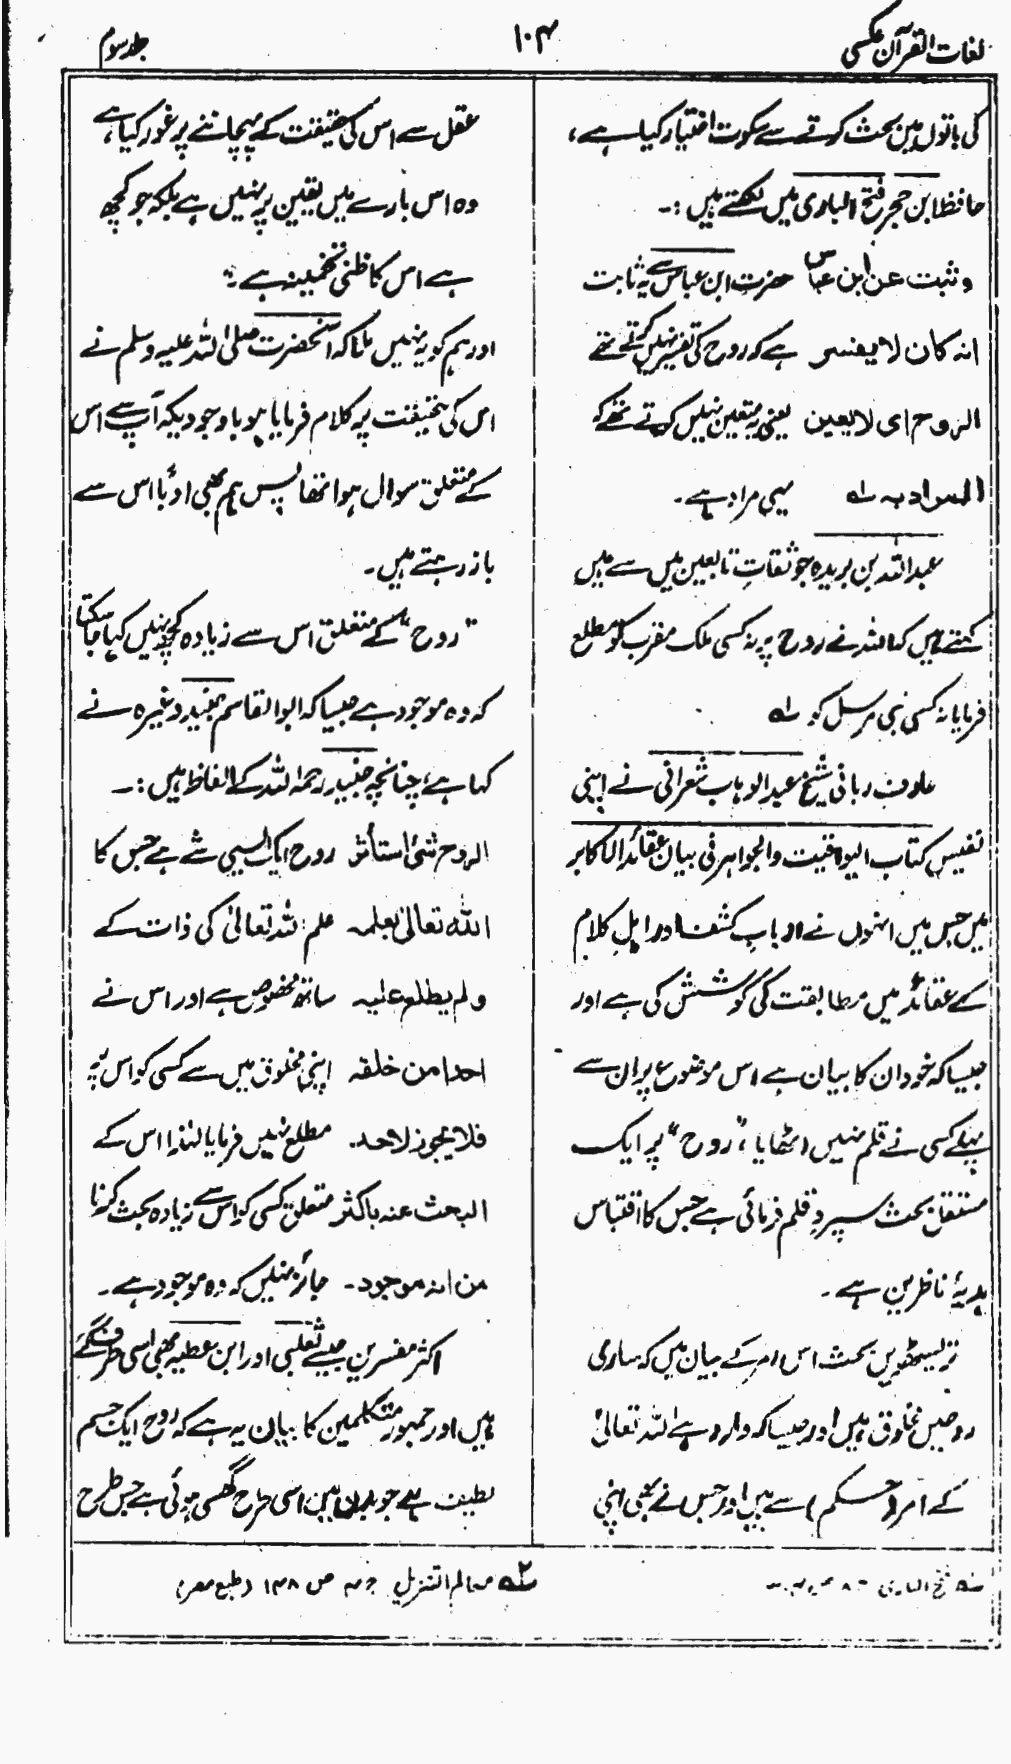 لغات القرآن عکسی
۱۰۴
جلد سوم
کی باتوں میں بحث کرتے سے سکوت اختیار کیا ہے،
حافظ ابن حجر فتح الباری میں لکھتے ہیں :۔
وثبت عن ابن عباس حضرت ابن عباس سے یہ ثابت
انہ کان لا یفسر ہے کہ روح کی تفسیر نہیں کرتے تھے
الروح ای لا یعین یعنی یہ متعین نہیں کرتے تھے کہ
المراد بہ لہ یہی مراد ہے۔
عبداللہ بن بریدہ جو ثقات تابعین میں سے ہیں
کہتے ہیں کہ اللہ نے روح پر نہ کسی ملک مقرب کو مطلع
فرمایا نہ کسی نبی مرسل کو لہ
عارف ربانی شیخ عبدالوہاب شعرانی نے اپنی
نفیس کتاب الیواقیت والجواہر فی بیان عقائد الاکابر
میں جس میں انہوں نے ارباب کشف اور اہل کلام
کے عقائد میں مطابقت کی کوشش کی ہے اور
جیسا کہ خود ان کا بیان ہے اس موضوع پر ان سے
پہلے کسی نے قلم نہیں اٹھایا، "روح" پر ایک
مستقل بحث سپرد قلم فرمائی ہے جس کا اقتباس
ہدیۂ ناظرین ہے۔
تریسٹھویں بحث اس امر کے بیان میں کہ ساری
روحیں مخلوق ہیں اور جیسا کہ وارد ہے اللہ تعالیٰ
کے امر (حکم) سے ہیں اور جس نے بھی اپنی
عقل سے اس کی حقیقت کے پہچاننے پر غور کیا ہے
وہ اس بارے میں یقین پر نہیں ہے بلکہ جو کچھ
ہے اس کا ظنی تخمینہ ہے ؒ
اور ہم کو یہ نہیں ملا کہ آنحضرت صلی اللہ علیہ وسلم نے
اس کی حقیقت پر کلام فرمایا ہو باوجودیکہ آپ سے اس
کے متعلق سوال ہوا تھا پس ہم بھی ادباً اس سے
باز رہتے ہیں۔
"روح" کے متعلق اس سے زیادہ کچھ نہیں کہا جا سکتا
کہ وہ موجود ہے جیسا کہ ابوالقاسم جنید وغیرہ نے
کہا ہے، چنانچہ جنید رحمہ اللہ کے الفاظ ہیں :۔
الروح شئ استأثر روح ایک ایسی شے ہے جس کا
اللہ تعالیٰ بعلمہ علم اللہ تعالیٰ کی ذات کے
ولم یطلع علیہ ساتھ مخصوص ہے اور اس نے
احدا من خلقہ اپنی مخلوق میں سے کسی کو اس پر
فلا یجوز لاحد مطلع نہیں فرمایا لہٰذا اس کے
البحث عنہ باکثر متعلق کسی کو اس سے زیادہ بحث کرنا
من انہ موجود۔ جائز نہیں کہ وہ موجود ہے۔
اکثر مفسرین جیسے ثعلبی اور ابن عطیہ بھی اسی طرف گئے
ہیں اور جمہور متکلمین کا بیان یہ ہے کہ روح ایک جسم
لطیف ہے جو بدن میں اسی طرح گھسی ہوئی ہے جس طرح
لہ فتح الباری
۲ہ معالم التنزیل ج ۴ ص ۱۴۸ (طبع مصر)